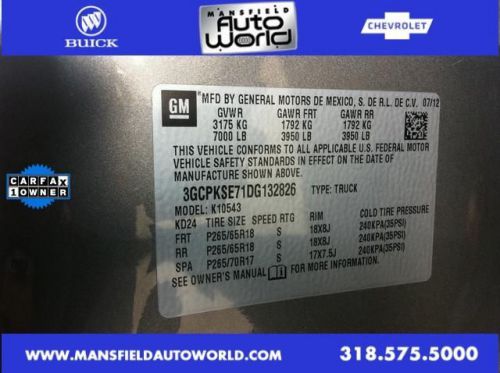 BUICK
MANSFIELD
Auto
World
CHEVROLET
GM
MFD BY GENERAL MOTORS DE MEXICO, S. DE R.L. DE C.V. 07/12
GVWR GAWR FRT GAWR RR
3175 KG 1792 KG 1792 KG
7000 LB 3950 LB 3950 LB
THIS VEHICLE CONFORMS TO ALL APPLICABLE U.S. FEDERAL MOTOR
VEHICLE SAFETY STANDARDS IN EFFECT ON THE DATE OF
MANUFACTURE SHOWN ABOVE.
3GCPKSE71DG132826 TYPE: TRUCK
MODEL: K10543
KD24 TIRE SIZE SPEED RTG RIM COLD TIRE PRESSURE
FRT P265/65R18 S 18X8J 240KPA(35PSI)
RR P265/65R18 S 18X8J 240KPA(35PSI)
SPA P265/70R17 S 17X7.5J 240KPA(35PSI)
SEE OWNER'S MANUAL FOR MORE INFORMATION.
CARFAX
1 OWNER
WWW.MANSFIELDAUTOWORLD.COM 318.575.5000